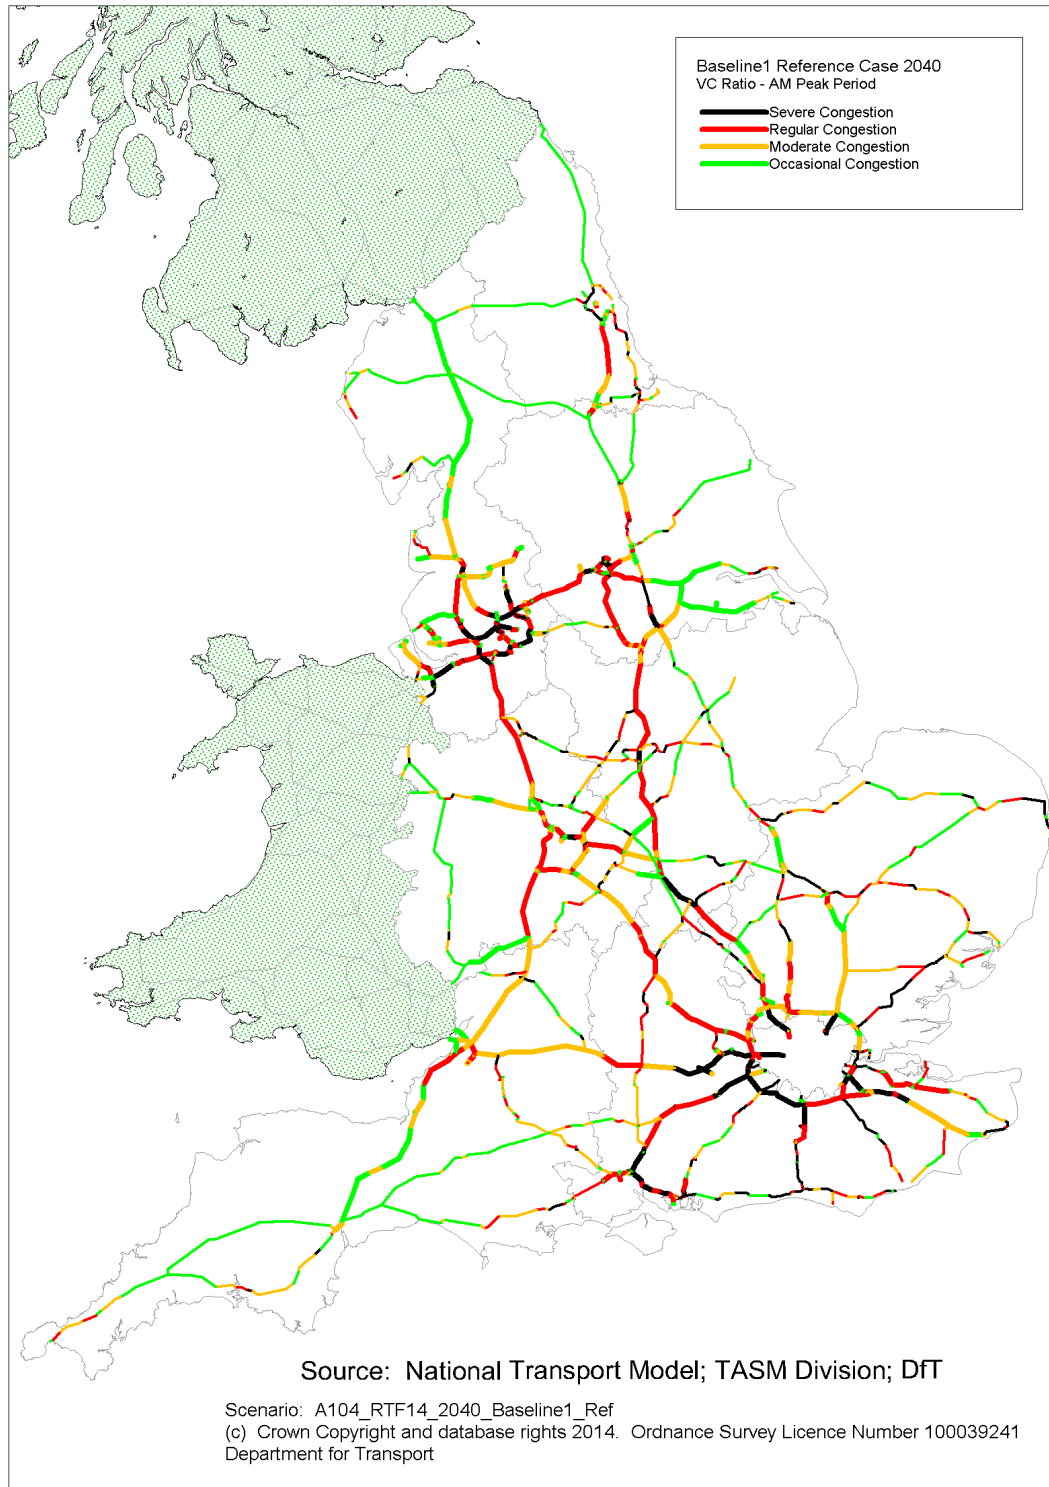 Baseline1 Reference Case 2040
VC Ratio - AM Peak Period
Severe Congestion
Regular Congestion
Moderate Congestion
Occasional Congestion
Source: National Transport Model; TASM Division; DfT
Scenario: A104_RTF14_2040_Baseline1_Ref
(c) Crown Copyright and database rights 2014. Ordnance Survey Licence Number 100039241
Department for Transport